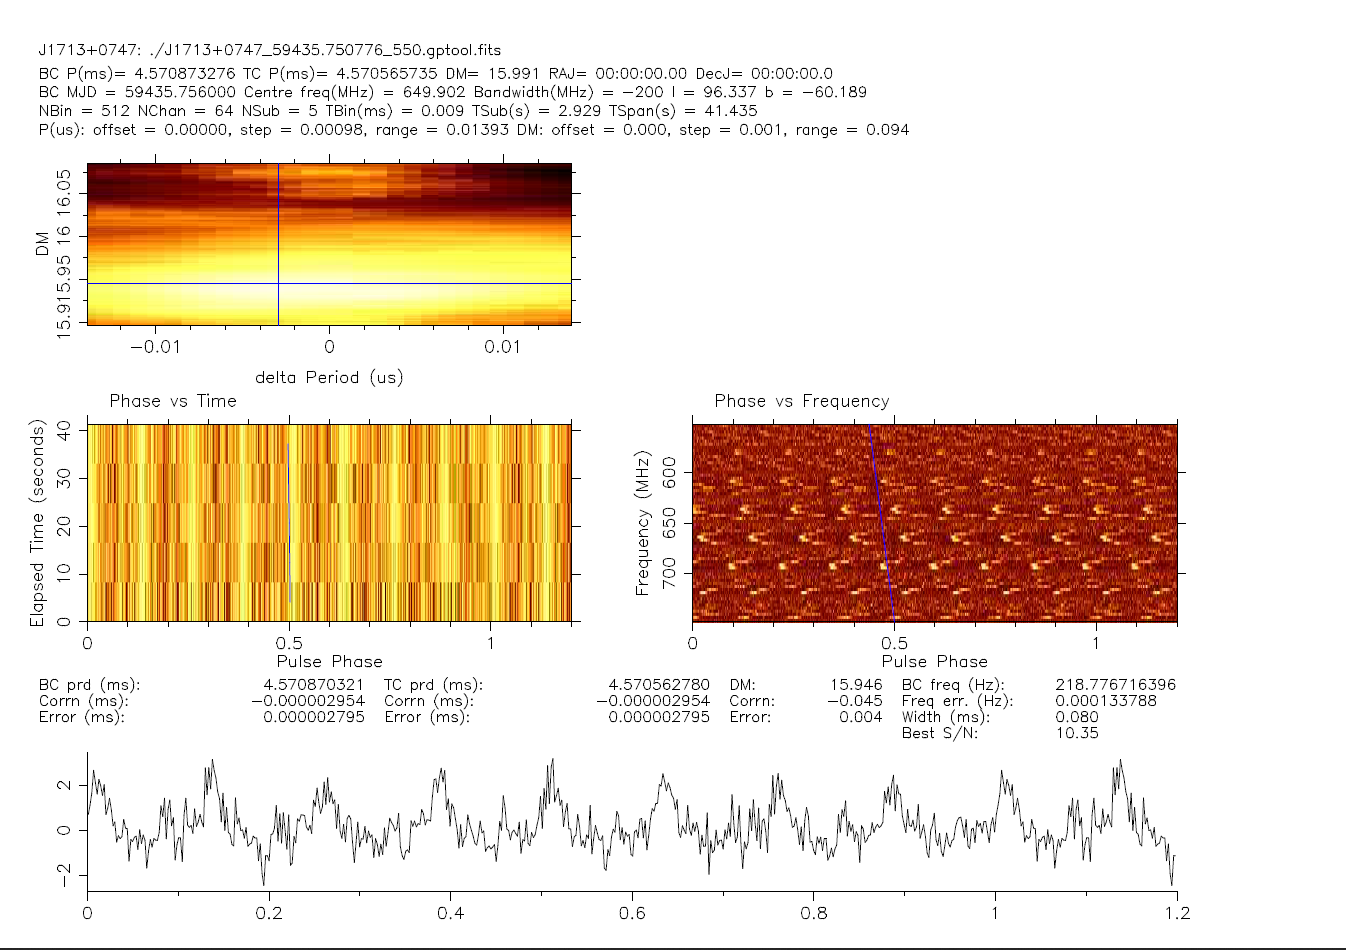 J1713+0747: ./J1713+0747_59435.750776_550.gptool.fits
BC P(ms)= 4.570873276 TC P(ms)= 4.570565735 DM= 15.991 RAJ= 00:00:00.00 DecJ= 00:00:00.0
BC MJD = 59435.756000 Centre freq(MHz) = 649.902 Bandwidth(MHz) = −200 l = 96.337 b = −60.189
NBin = 512 NChan = 64 NSub = 5 TBin(ms) = 0.009 TSub(s) = 2.929 TSpan(s) = 41.435
P(us): offset = 0.00000, step = 0.00098, range = 0.01393 DM: offset = 0.000, step = 0.001, range = 0.094
DM
16.05
16
15.95
15.9
−0.01 0 0.01
delta Period (us)
Phase vs Time
Elapsed Time (seconds)
40
30
20
10
0
0 0.5 1
Pulse Phase
Phase vs Frequency
Frequency (MHz)
600
650
700
0 0.5 1
Pulse Phase
BC prd (ms): 4.570870321 TC prd (ms): 4.570562780 DM: 15.946 BC freq (Hz): 218.776716396
Corrn (ms): −0.000002954 Corrn (ms): −0.000002954 Corrn: −0.045 Freq err. (Hz): 0.000133788
Error (ms): 0.000002795 Error (ms): 0.000002795 Error: 0.004 Width (ms): 0.080
Best S/N: 10.35
2
0
−2
0 0.2 0.4 0.6 0.8 1 1.2